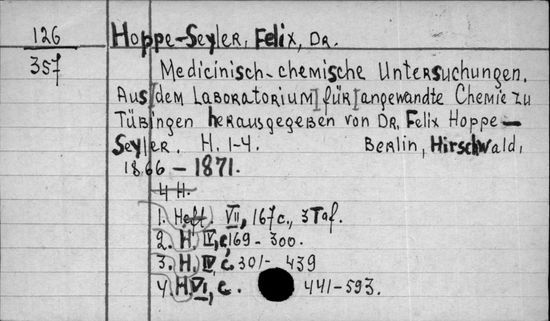 126
357
Hoppe-Seyler, Felix, Dr.
Medicinisch-chemische Untersuchungen.
Aus dem Laboratorium für angewandte Chemie zu
Tübingen herausgegeben von Dr. Felix Hoppe-
Seyler. H. 1-4. Berlin, Hirschwald,
1866-1871.
4 H.
1. Heft. VII, 167 c., 3 Taf.
2. H. IV, c, 169-300.
3. H. IV c. 301-439
4. H. VI, c. 441-593.